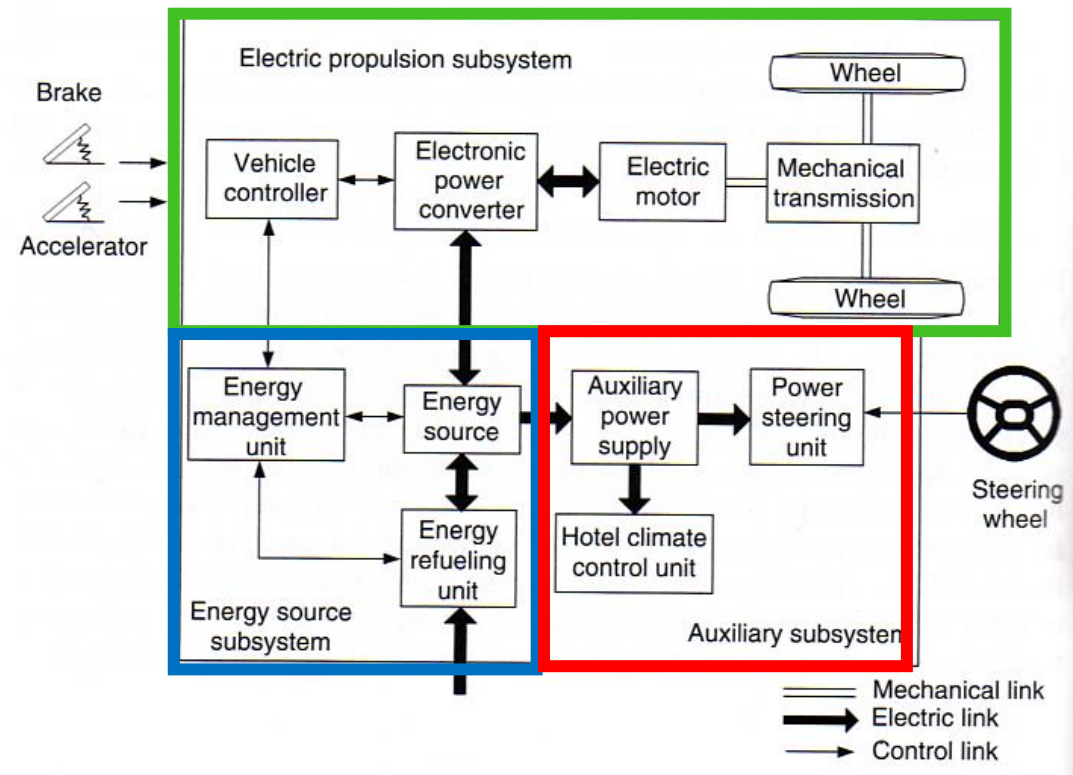 Electric propulsion subsystem
Wheel
Brake
Vehicle
controller
Electronic
power
converter
Electric
motor
Mechanical
transmission
Accelerator
Wheel
Energy
management
unit
Energy
source
Auxiliary
power
supply
Power
steering
unit
Steering
wheel
Energy
refueling
unit
Hotel climate
control unit
Energy source
subsystem
Auxiliary subsystem
Mechanical link
Electric link
Control link